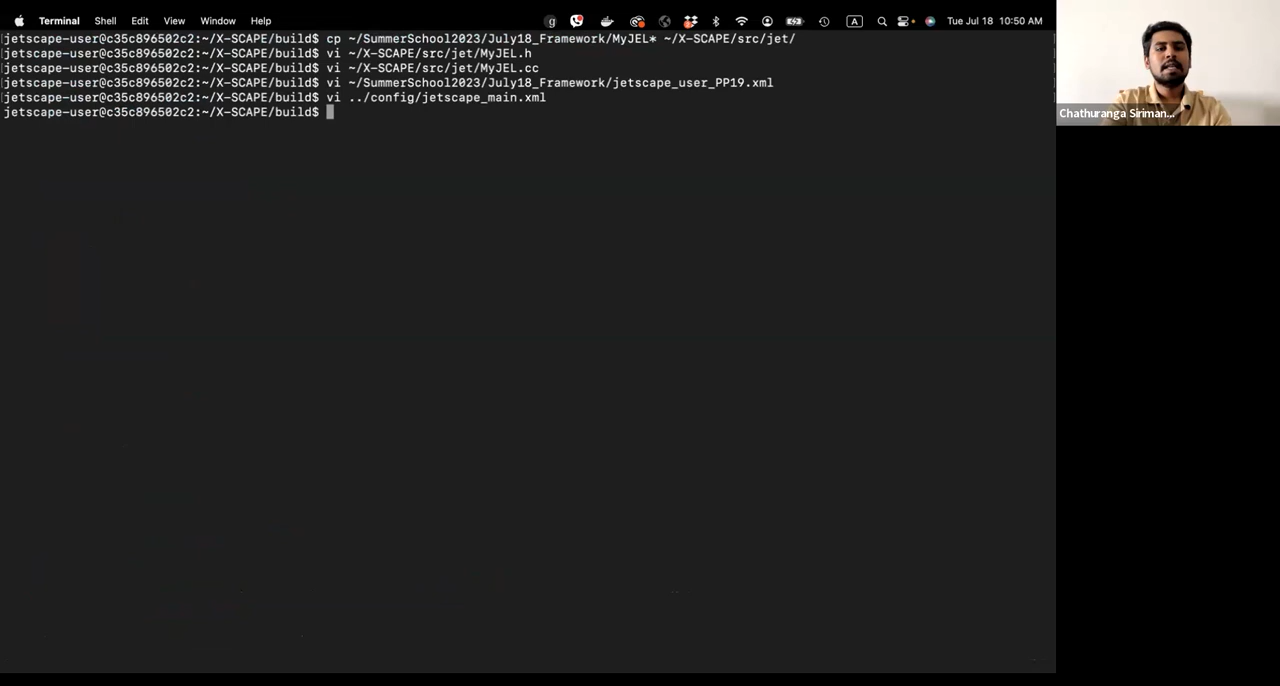 Terminal Shell Edit View Window Help A Tue Jul 18 10:50 AM
jetscape-user@c35c896502c2:~/X-SCAPE/build$ cp ~/SummerSchool2023/July18_Framework/MyJEL* ~/X-SCAPE/src/jet/
jetscape-user@c35c896502c2:~/X-SCAPE/build$ vi ~/X-SCAPE/src/jet/MyJEL.h
jetscape-user@c35c896502c2:~/X-SCAPE/build$ vi ~/X-SCAPE/src/jet/MyJEL.cc
jetscape-user@c35c896502c2:~/X-SCAPE/build$ vi ~/SummerSchool2023/July18_Framework/jetscape_user_PP19.xml
jetscape-user@c35c896502c2:~/X-SCAPE/build$ vi ../config/jetscape_main.xml
jetscape-user@c35c896502c2:~/X-SCAPE/build$
Chathuranga Siriman...